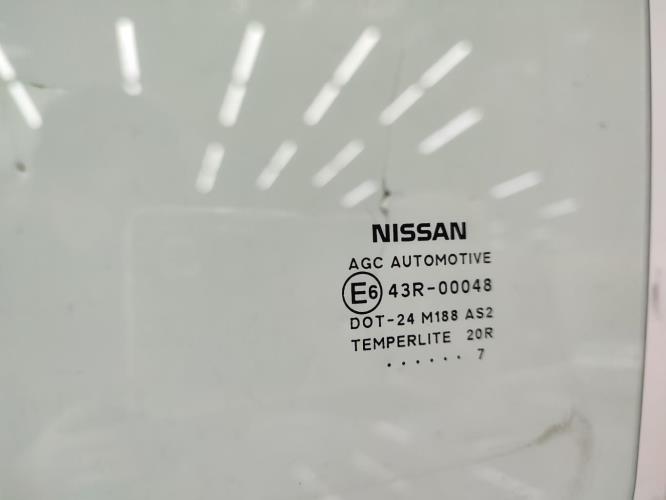 NISSAN
AGC AUTOMOTIVE
E6 43R-00048
DOT-24 M188 AS2
TEMPERLITE 20R
...... 7